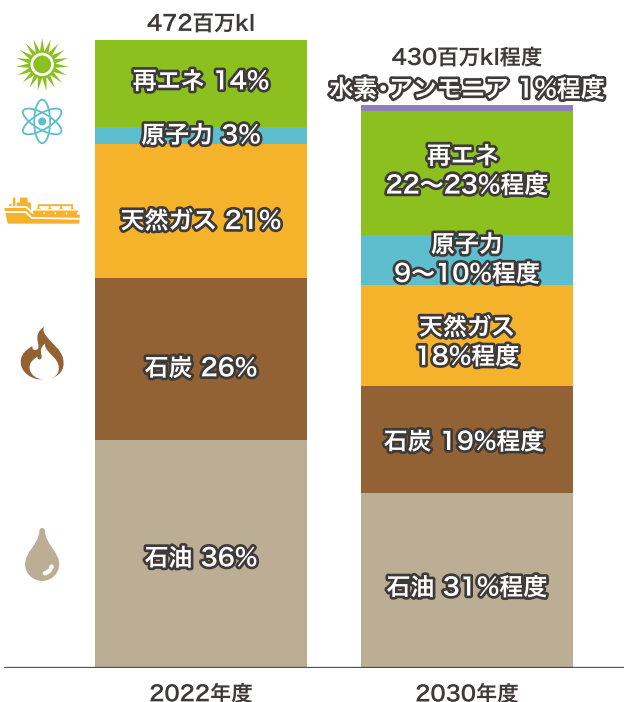 472百万kl
再エネ 14%
原子力 3%
天然ガス 21%
石炭 26%
石油 36%
2022年度
430百万kl程度
水素・アンモニア 1%程度
再エネ
22〜23%程度
原子力
9〜10%程度
天然ガス
18%程度
石炭 19%程度
石油 31%程度
2030年度